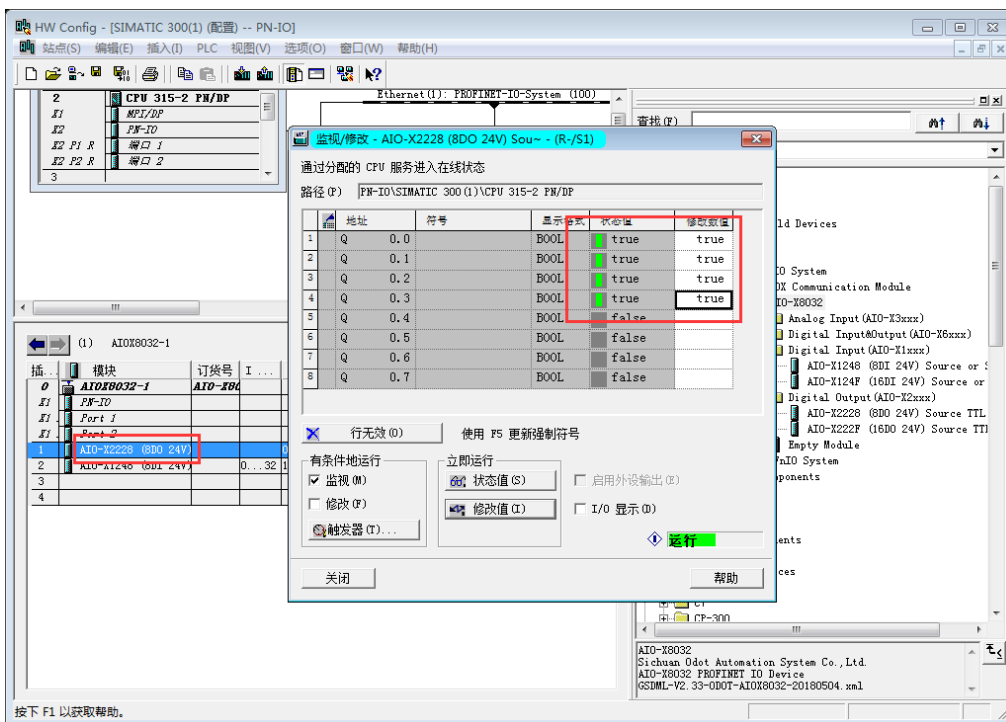 HW Config - [SIMATIC 300(1) (配置) -- PN-IO]
站点(S) 编辑(E) 插入(I) PLC 视图(V) 选项(O) 窗口(W) 帮助(H)
2 CPU 315-2 PN/DP
X1 MPI/DP
X2 PN-IO
X2 P1 R 端口 1
X2 P2 R 端口 2
3
Ethernet(1): PROFINET-IO-System (100)
查找(F)
监视/修改 - AIO-X2228 (8DO 24V) Sou~ - (R-/S1)
通过分配的 CPU 服务进入在线状态
路径(P) PN-IO\SIMATIC 300(1)\CPU 315-2 PN/DP
地址 符号 显示格式 状态值 修改数值
1 Q 0.0 BOOL true true
2 Q 0.1 BOOL true true
3 Q 0.2 BOOL true true
4 Q 0.3 BOOL true true
5 Q 0.4 BOOL false
6 Q 0.5 BOOL false
7 Q 0.6 BOOL false
8 Q 0.7 BOOL false
行无效(O) 使用 F5 更新强制符号
有条件地运行 立即运行
监视(M) 状态值(S) 启用外设输出(E)
修改(F) 修改值(I) I/O 显示(D)
触发器(T)...
运行
关闭 帮助
(1) AIOX8032-1
插... 模块 订货号 I ...
0 AIOX8032-1 AIO-X80
X1 PN-IO
X1 Port 1
X1 Port 2
1 AIO-X2228 (8DO 24V) 0
2 AIO-X1248 (8DI 24V) 0...32 1
3
4
ld Devices
IO System
Communication Module
IO-X8032
Analog Input(AIO-X3xxx)
Digital Input&Output(AIO-X6xxx)
Digital Input(AIO-X1xxx)
AIO-X1248 (8DI 24V) Source or
AIO-X124F (16DI 24V) Source or
Digital Output(AIO-X2xxx)
AIO-X2228 (8DO 24V) Source TTL
AIO-X222F (16DO 24V) Source TTL
Empty Module
nIO System
ponents
ents
ces
CP-300
AIO-X8032
Sichuan Odot Automation System Co., Ltd.
AIO-X8032 PROFINET IO Device
GSDML-V2.33-ODOT-AIOX8032-20180504.xml
按下 F1 以获取帮助。